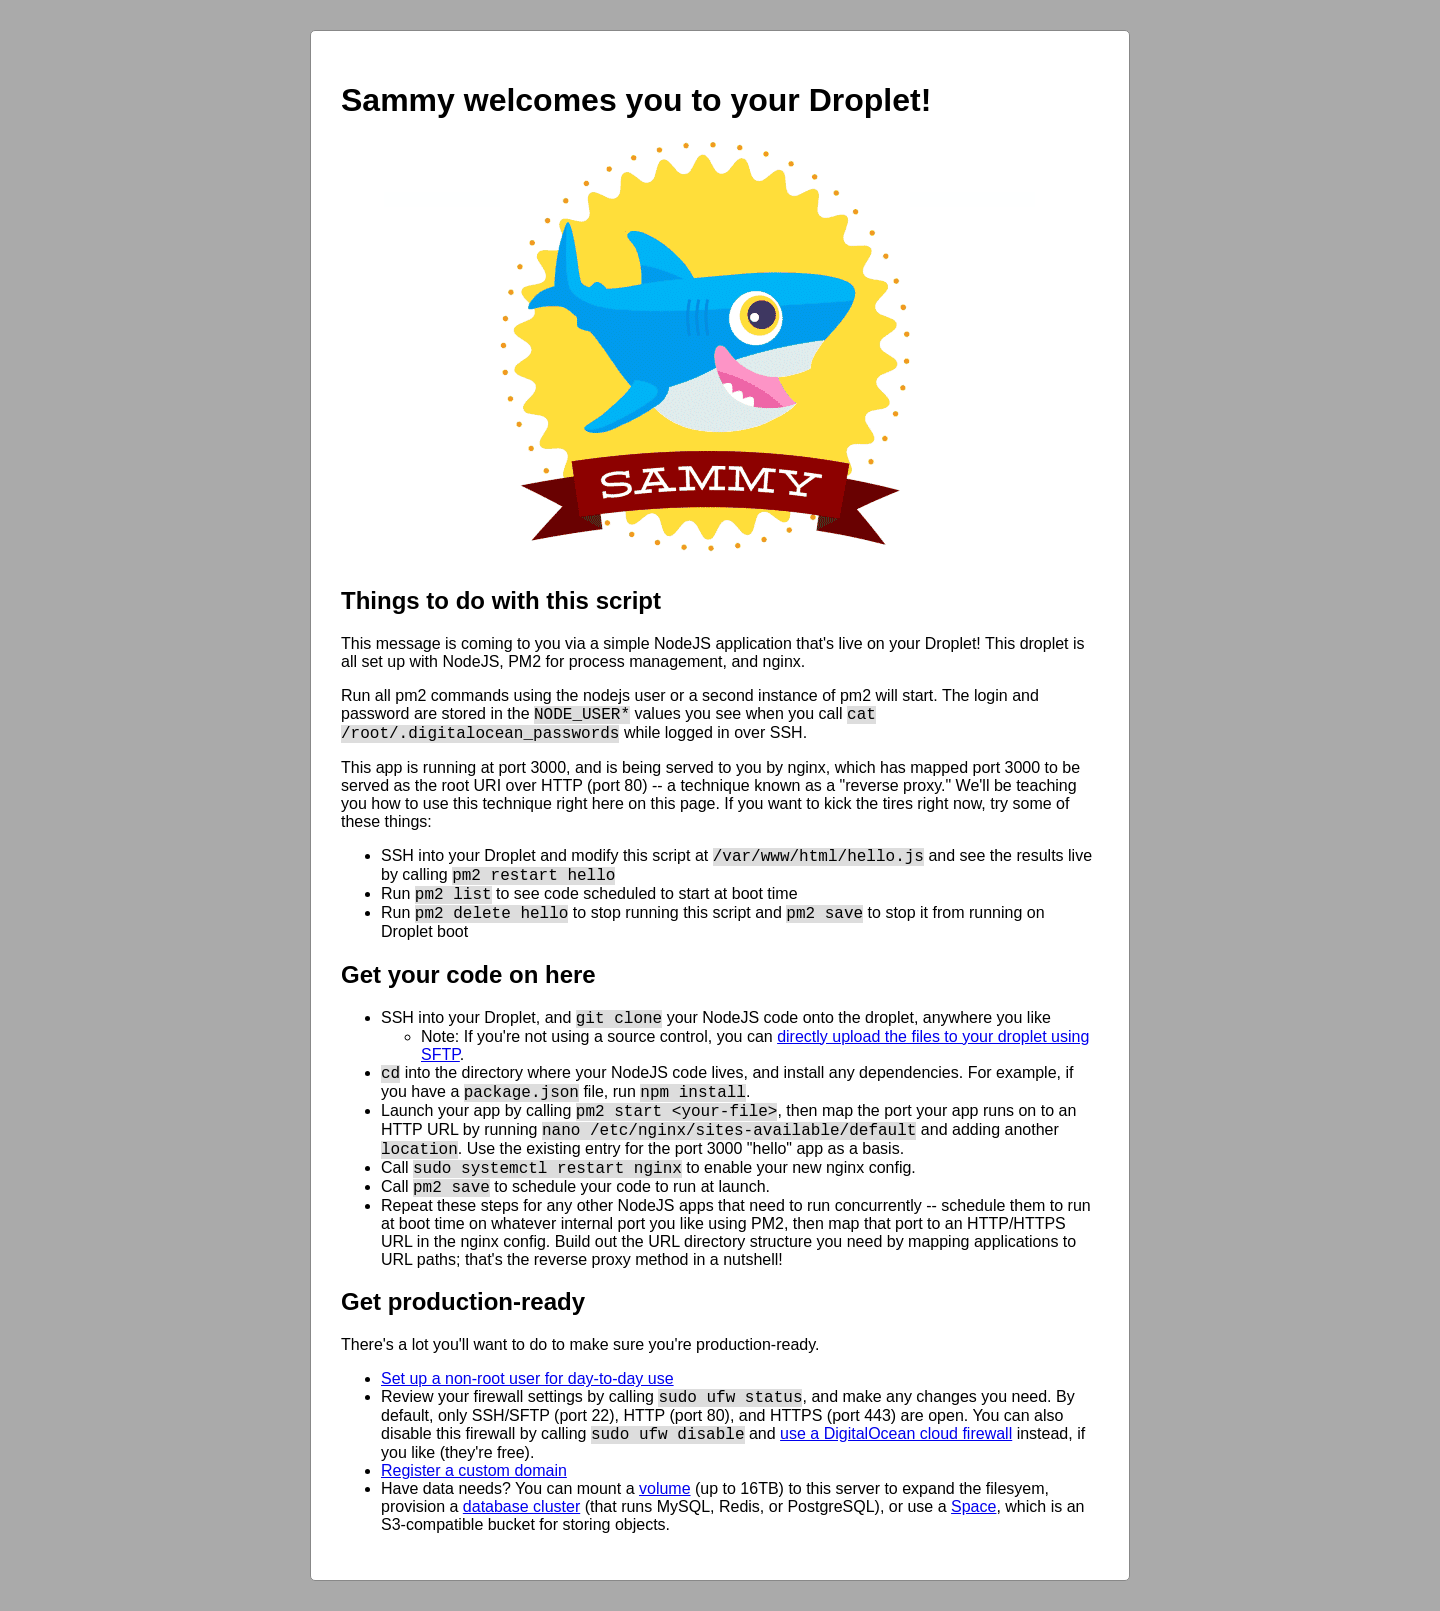 Sammy welcomes you to your Droplet!
SAMMY
Things to do with this script
This message is coming to you via a simple NodeJS application that's live on your Droplet! This droplet is
all set up with NodeJS, PM2 for process management, and nginx.
Run all pm2 commands using the nodejs user or a second instance of pm2 will start. The login and
password are stored in the NODE_USER* values you see when you call cat
/root/.digitalocean_passwords while logged in over SSH.
This app is running at port 3000, and is being served to you by nginx, which has mapped port 3000 to be
served as the root URI over HTTP (port 80) -- a technique known as a "reverse proxy." We'll be teaching
you how to use this technique right here on this page. If you want to kick the tires right now, try some of
these things:
SSH into your Droplet and modify this script at /var/www/html/hello.js and see the results live
by calling pm2 restart hello
Run pm2 list to see code scheduled to start at boot time
Run pm2 delete hello to stop running this script and pm2 save to stop it from running on
Droplet boot
Get your code on here
SSH into your Droplet, and git clone your NodeJS code onto the droplet, anywhere you like
Note: If you're not using a source control, you can directly upload the files to your droplet using
SFTP.
cd into the directory where your NodeJS code lives, and install any dependencies. For example, if
you have a package.json file, run npm install.
Launch your app by calling pm2 start <your-file>, then map the port your app runs on to an
HTTP URL by running nano /etc/nginx/sites-available/default and adding another
location. Use the existing entry for the port 3000 "hello" app as a basis.
Call sudo systemctl restart nginx to enable your new nginx config.
Call pm2 save to schedule your code to run at launch.
Repeat these steps for any other NodeJS apps that need to run concurrently -- schedule them to run
at boot time on whatever internal port you like using PM2, then map that port to an HTTP/HTTPS
URL in the nginx config. Build out the URL directory structure you need by mapping applications to
URL paths; that's the reverse proxy method in a nutshell!
Get production-ready
There's a lot you'll want to do to make sure you're production-ready.
Set up a non-root user for day-to-day use
Review your firewall settings by calling sudo ufw status, and make any changes you need. By
default, only SSH/SFTP (port 22), HTTP (port 80), and HTTPS (port 443) are open. You can also
disable this firewall by calling sudo ufw disable and use a DigitalOcean cloud firewall instead, if
you like (they're free).
Register a custom domain
Have data needs? You can mount a volume (up to 16TB) to this server to expand the filesyem,
provision a database cluster (that runs MySQL, Redis, or PostgreSQL), or use a Space, which is an
S3-compatible bucket for storing objects.